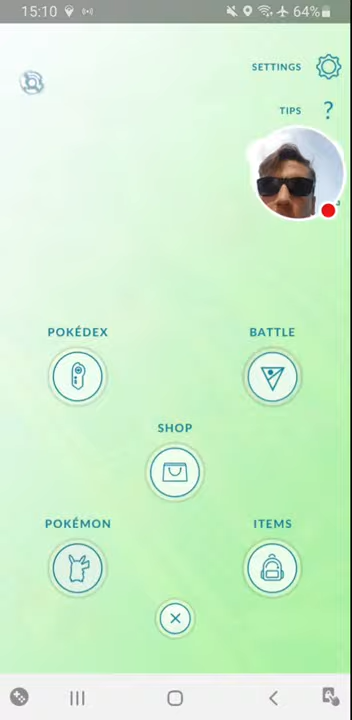 15:10
64%
SETTINGS
TIPS ?
POKÉDEX
BATTLE
SHOP
POKÉMON
ITEMS